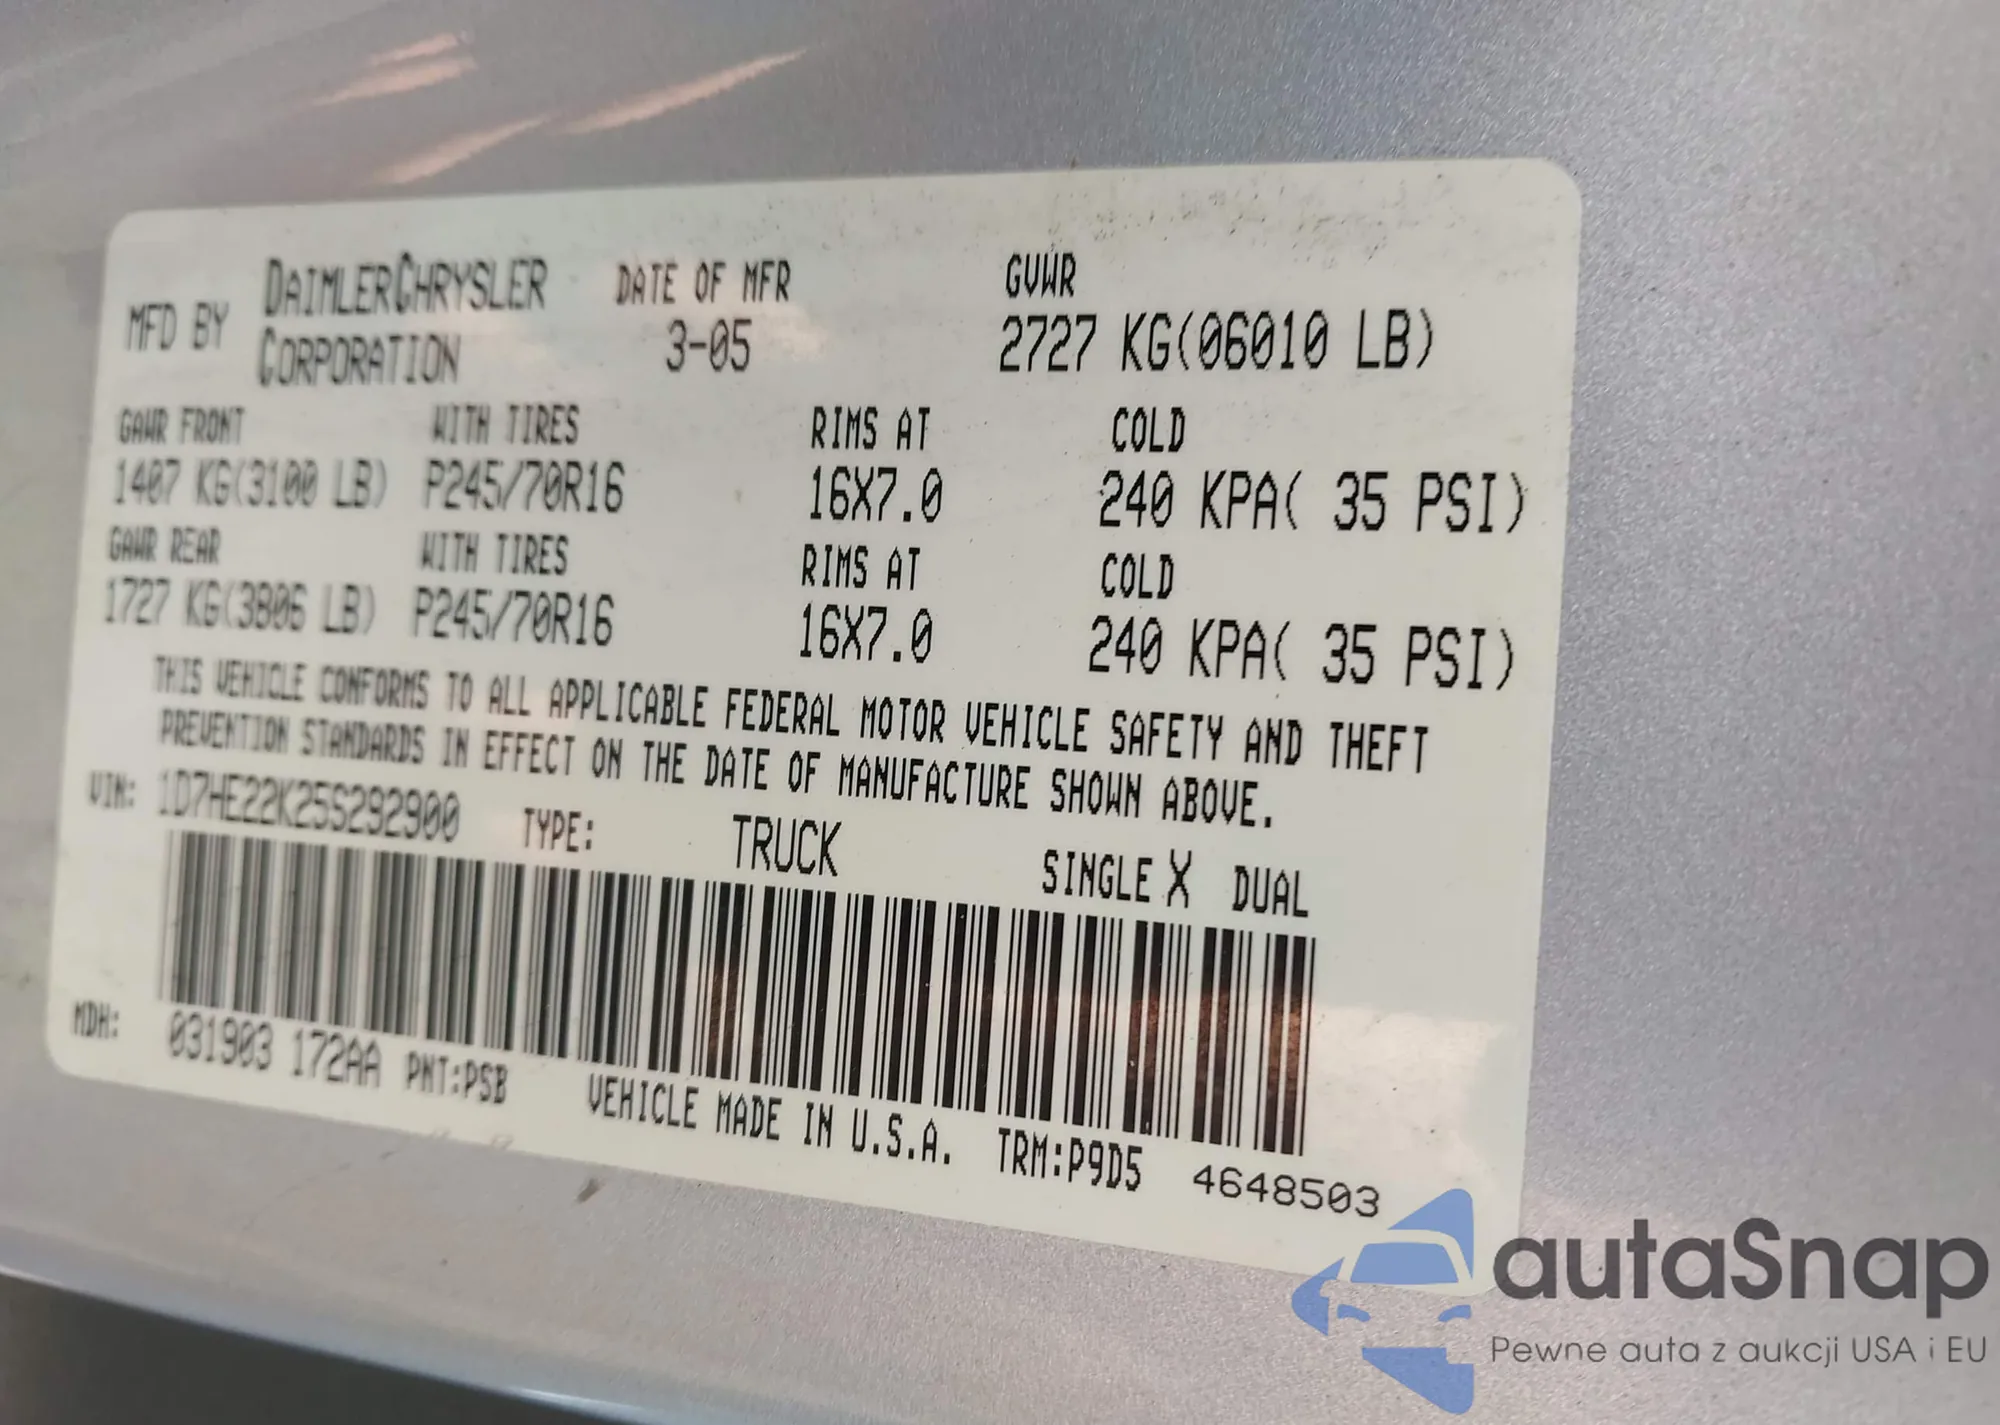 MFD BY DAIMLERCHRYSLER CORPORATION DATE OF MFR 3-05 GVWR 2727 KG(06010 LB)
GAWR FRONT WITH TIRES RIMS AT COLD
1407 KG(3100 LB) P245/70R16 16X7.0 240 KPA( 35 PSI)
GAWR REAR WITH TIRES RIMS AT COLD
1727 KG(3806 LB) P245/70R16 16X7.0 240 KPA( 35 PSI)
THIS VEHICLE CONFORMS TO ALL APPLICABLE FEDERAL MOTOR VEHICLE SAFETY AND THEFT
PREVENTION STANDARDS IN EFFECT ON THE DATE OF MANUFACTURE SHOWN ABOVE.
VIN: 1D7HE22K25S292900 TYPE: TRUCK SINGLE X DUAL
MDH: 031903 172AA PNT:PSB VEHICLE MADE IN U.S.A. TRM:P9D5 4648503
autaSnap
Pewne auta z aukcji USA i EU